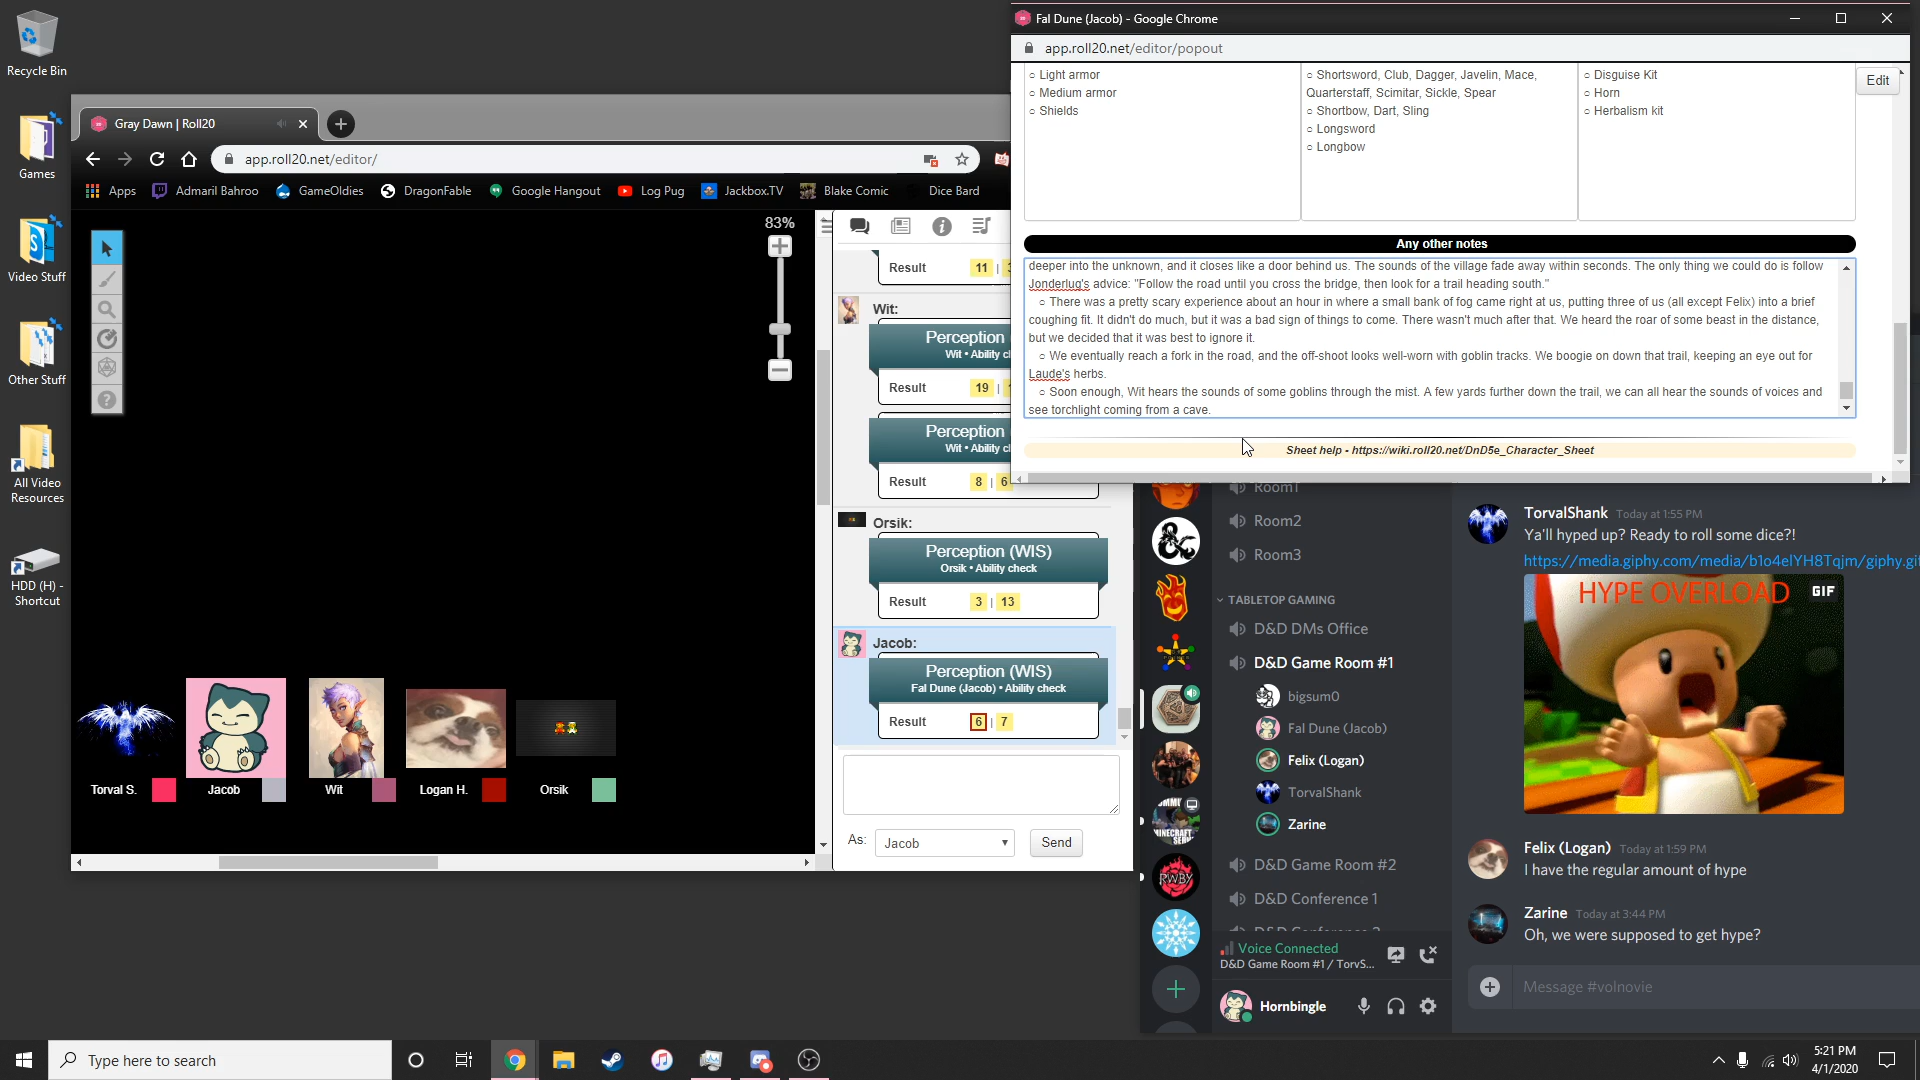 Recycle Bin
Games
Video Stuff
Other Stuff
All Video
Resources
HDD (H) -
Shortcut
Gray Dawn | Roll20
app.roll20.net/editor/
Apps
Admaril Bahroo
GameOldies
DragonFable
Google Hangout
Log Pug
Jackbox.TV
Blake Comic
Dice Bard
83%
Result 11 |
Wit:
Perception
Wit • Ability cl
Result 19 |
Perception
Wit • Ability cl
Result 8 | 6
Orsik:
Perception (WIS)
Orsik • Ability check
Result 3 | 13
Jacob:
Perception (WIS)
Fal Dune (Jacob) • Ability check
Result 6 | 7
As: Jacob
Send
Torval S.
Jacob
Wit
Logan H.
Orsik
Fal Dune (Jacob) - Google Chrome
app.roll20.net/editor/popout
Edit
Light armor
Medium armor
Shields
Shortsword, Club, Dagger, Javelin, Mace,
Quarterstaff, Scimitar, Sickle, Spear
Shortbow, Dart, Sling
Longsword
Longbow
Disguise Kit
Horn
Herbalism kit
Any other notes
deeper into the unknown, and it closes like a door behind us. The sounds of the village fade away within seconds. The only thing we could do is follow
Jonderlug's advice: "Follow the road until you cross the bridge, then look for a trail heading south."
○ There was a pretty scary experience about an hour in where a small bank of fog came right at us, putting three of us (all except Felix) into a brief
coughing fit. It didn't do much, but it was a bad sign of things to come. There wasn't much after that. We heard the roar of some beast in the distance,
but we decided that it was best to ignore it.
○ We eventually reach a fork in the road, and the off-shoot looks well-worn with goblin tracks. We boogie on down that trail, keeping an eye out for
Laude's herbs.
○ Soon enough, Wit hears the sounds of some goblins through the mist. A few yards further down the trail, we can all hear the sounds of voices and
see torchlight coming from a cave.
Sheet help - https://wiki.roll20.net/DnD5e_Character_Sheet
Room1
Room2
Room3
TABLETOP GAMING
D&D DMs Office
D&D Game Room #1
bigsum0
Fal Dune (Jacob)
Felix (Logan)
TorvalShank
Zarine
D&D Game Room #2
D&D Conference 1
D&D Conference 2
Voice Connected
D&D Game Room #1 / TorvS...
Hornbingle
MINECRAFT
RWBY
TorvalShank Today at 1:55 PM
Ya'll hyped up? Ready to roll some dice?!
https://media.giphy.com/media/b1o4elYH8Tqjm/giphy.gif
HYPE OVERLOAD
GIF
Felix (Logan) Today at 1:59 PM
I have the regular amount of hype
Zarine Today at 3:44 PM
Oh, we were supposed to get hype?
Message #volnovie
Type here to search
5:21 PM
4/1/2020